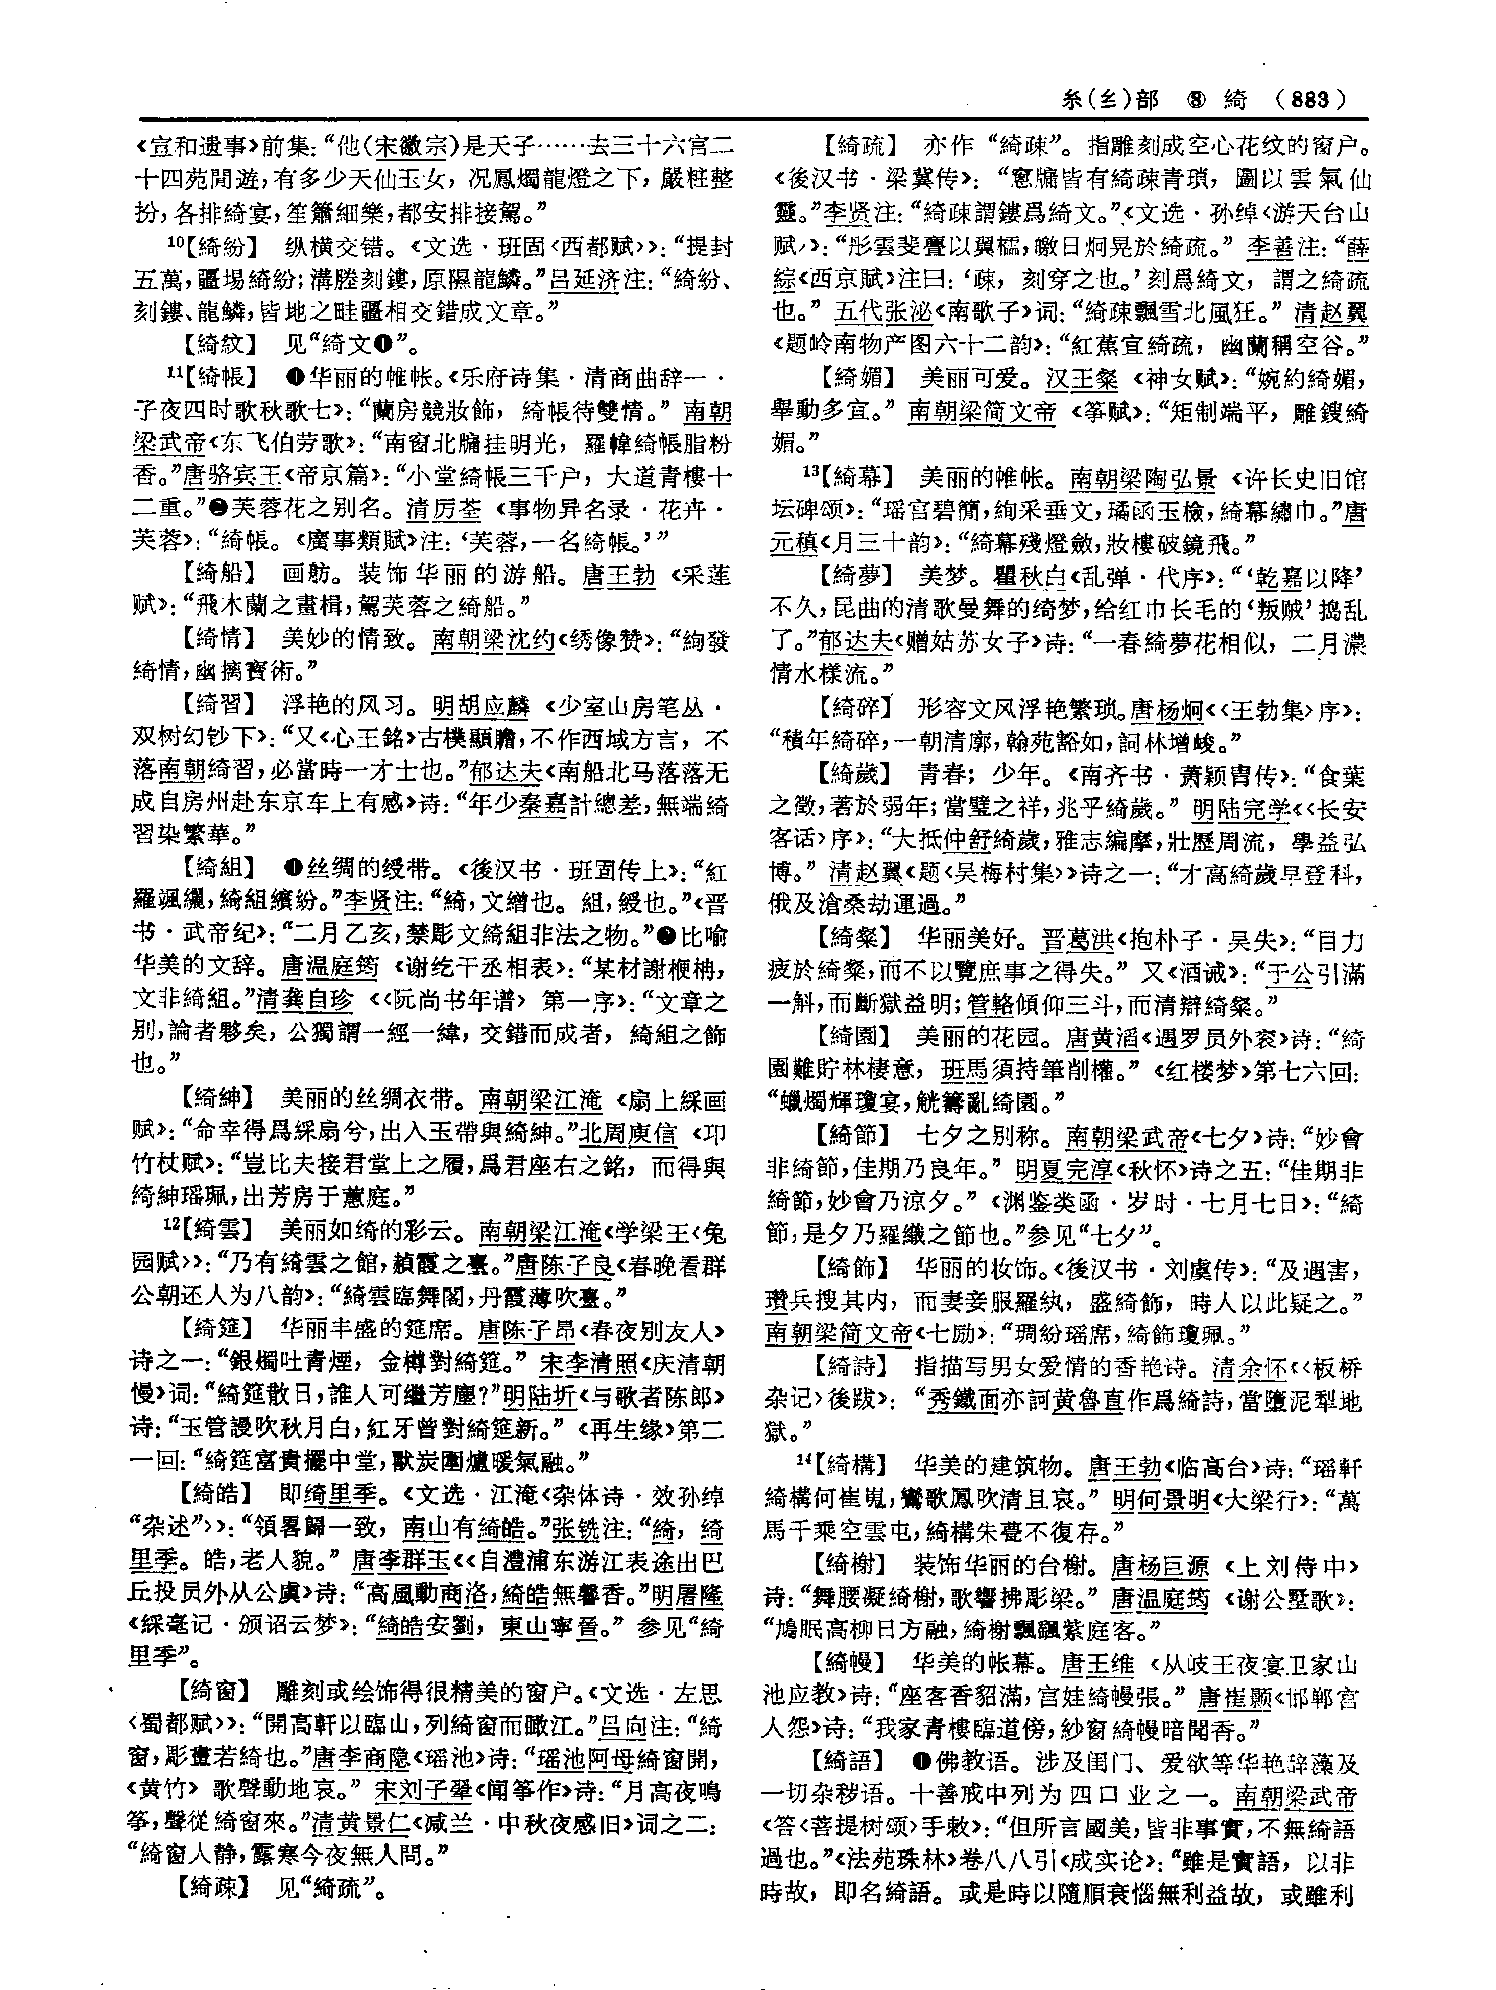 糸(纟)部 ⑧ 綺 (883)
《宣和遗事》前集：“他(宋徽宗)是天子……去三十六宫二
十四苑閒遊，有多少天仙玉女，况鳳燭龍燈之下，嚴粧整
扮，各排綺宴，笙簫細樂，都安排接駕。”
¹⁰【綺紛】 纵横交错。《文选·班固〈西都赋〉》：“提封
五萬，疆埸綺紛；溝塍刻鏤，原隰龍鱗。”吕延济注：“綺紛、
刻鏤、龍鱗，皆地之畦疆相交錯成文章。”
【綺紋】 见“綺文❶”。
¹¹【綺帳】 ❶华丽的帷帐。《乐府诗集·清商曲辞一·
子夜四时歌秋歌七》：“蘭房競妝飾，綺帳待雙情。” 南朝
梁武帝《东飞伯劳歌》：“南窗北牖挂明光，羅幃綺帳脂粉
香。”唐骆宾王《帝京篇》：“小堂綺帳三千户，大道青樓十
二重。”❷芙蓉花之别名。清厉荃《事物异名录·花卉·
芙蓉》：“綺帳。《廣事類賦》注：‘芙蓉，一名綺帳。’”
【綺船】 画舫。装饰华丽的游船。唐王勃《采莲
赋》：“飛木蘭之畫楫，駕芙蓉之綺船。”
【綺情】 美妙的情致。南朝梁沈约《绣像赞》：“絢發
綺情，幽摛寶術。”
【綺習】 浮艳的风习。明胡应麟《少室山房笔丛·
双树幻钞下》：“又《心王銘》古樸顯贍，不作西域方言，不
落南朝綺習，必當時一才士也。”郁达夫《南船北马落落无
成自房州赴东京车上有感》诗：“年少秦嘉計總差，無端綺
習染繁華。”
【綺組】 ❶丝绸的绶带。《後汉书·班固传上》：“紅
羅颯纚，綺組繽紛。”李贤注：“綺，文繒也。組，綬也。”《晋
书·武帝纪》：“二月乙亥，禁彫文綺組非法之物。”❷比喻
华美的文辞。唐温庭筠《谢纥干丞相表》：“某材謝楩柟，
文非綺組。”清龚自珍《〈阮尚书年谱〉第一序》：“文章之
别，論者夥矣，公獨謂一經一緯，交錯而成者，綺組之飾
也。”
【綺紳】 美丽的丝绸衣带。南朝梁江淹《扇上綵画
赋》：“命幸得爲綵扇兮，出入玉帶與綺紳。”北周庾信《邛
竹杖赋》：“豈比夫接君堂上之履，爲君座右之銘，而得與
綺紳瑶珮，出芳房于蕙庭。”
¹²【綺雲】 美丽如绮的彩云。南朝梁江淹《学梁王〈兔
园赋〉》：“乃有綺雲之館，赬霞之臺。”唐陈子良《春晚看群
公朝还人为八韵》：“綺雲臨舞閣，丹霞薄吹臺。”
【綺筵】 华丽丰盛的筵席。唐陈子昂《春夜别友人》
诗之一：“銀燭吐青煙，金樽對綺筵。” 宋李清照《庆清朝
慢》词：“綺筵散日，誰人可繼芳塵？”明陆圻《与歌者陈郎》
诗：“玉管謾吹秋月白，紅牙曾對綺筵新。”《再生缘》第二
一回：“綺筵富貴擺中堂，獸炭圍爐暖氣融。”
【綺皓】 即绮里季。《文选·江淹〈杂体诗·效孙绰
“杂述”〉》：“領畧歸一致，南山有綺皓。”张铣注：“綺，绮
里季。皓，老人貌。” 唐李群玉《〈自澧浦东游江表途出巴
丘投员外从公虞》诗：“高風動商洛，綺皓無馨香。”明屠隆
《綵毫记·颁诏云梦》：“綺皓安劉，東山寧晉。” 参见“綺
里季”。
【綺窗】 雕刻或绘饰得很精美的窗户。《文选·左思
〈蜀都赋〉》：“開高軒以臨山，列綺窗而瞰江。”吕向注：“綺
窗，彫畫若綺也。”唐李商隐《瑶池》诗：“瑶池阿母綺窗開，
《黄竹》歌聲動地哀。” 宋刘子翚《闻筝作》诗：“月高夜鳴
筝，聲從綺窗來。”清黄景仁《减兰·中秋夜感旧》词之二：
“綺窗人静，露寒今夜無人問。”
【綺疎】 见“綺疏”。
【綺疏】 亦作“綺疎”。指雕刻成空心花纹的窗户。
《後汉书·梁冀传》：“窻牖皆有綺疎青瑣，圖以雲氣仙
靈。”李贤注：“綺疎謂鏤爲綺文。”《文选·孙绰〈游天台山
赋〉》：“彤雲斐亹以翼櫺，皦日炯晃於綺疏。” 李善注：“薛
綜《西京賦》注曰：‘疎，刻穿之也。’刻爲綺文，謂之綺疏
也。” 五代张泌《南歌子》词：“綺疎飄雪北風狂。” 清赵翼
《题岭南物产图六十二韵》：“紅蕉宜綺疏，幽蘭稱空谷。”
【綺媚】 美丽可爱。汉王粲《神女赋》：“婉約綺媚，
舉動多宜。” 南朝梁简文帝《筝赋》：“矩制端平，雕鎪綺
媚。”
¹³【綺幕】 美丽的帷帐。南朝梁陶弘景《许长史旧馆
坛碑颂》：“瑶宫碧簡，絢采垂文，璚函玉檢，綺幕繡巾。”唐
元稹《月三十韵》：“綺幕殘燈斂，妝樓破鏡飛。”
【綺夢】 美梦。瞿秋白《乱弹·代序》：“‘乾嘉以降’
不久，昆曲的清歌曼舞的绮梦，给红巾长毛的‘叛贼’捣乱
了。”郁达夫《赠姑苏女子》诗：“一春綺夢花相似，二月濃
情水樣流。”
【綺碎】 形容文风浮艳繁琐。唐杨炯《〈王勃集〉序》：
“積年綺碎，一朝清廓，翰苑豁如，詞林增峻。”
【綺歲】 青春；少年。《南齐书·萧颖胄传》：“食葉
之徵，著於弱年；當璧之祥，兆乎綺歲。” 明陆完学《〈长安
客话〉序》：“大抵仲舒綺歲，雅志編摩，壯歷周流，學益弘
博。” 清赵翼《题〈吴梅村集〉》诗之一：“才高綺歲早登科，
俄及滄桑劫運過。”
【綺粲】 华丽美好。晋葛洪《抱朴子·吴失》：“目力
疲於綺粲，而不以覽庶事之得失。” 又《酒诫》：“于公引滿
一斛，而斷獄益明；管輅傾仰三斗，而清辯綺粲。”
【綺園】 美丽的花园。唐黄滔《遇罗员外衮》诗：“綺
園難貯林棲意，班馬須持筆削權。”《红楼梦》第七六回：
“蠟燭輝瓊宴，觥籌亂綺園。”
【綺節】 七夕之别称。南朝梁武帝《七夕》诗：“妙會
非綺節，佳期乃良年。” 明夏完淳《秋怀》诗之五：“佳期非
綺節，妙會乃涼夕。”《渊鉴类函·岁时·七月七日》：“綺
節，是夕乃羅織之節也。”参见“七夕”。
【綺飾】 华丽的妆饰。《後汉书·刘虞传》：“及遇害，
瓚兵搜其内，而妻妾服羅紈，盛綺飾，時人以此疑之。”
南朝梁简文帝《七励》：“琱紛瑶席，綺飾瓊珮。”
【綺詩】 指描写男女爱情的香艳诗。清余怀《〈板桥
杂记〉後跋》：“秀鐵面亦訶黄魯直作爲綺詩，當墮泥犁地
獄。”
¹⁴【綺構】 华美的建筑物。唐王勃《临高台》诗：“瑶軒
綺構何崔嵬，鸞歌鳳吹清且哀。” 明何景明《大梁行》：“萬
馬千乘空雲屯，綺構朱甍不復存。”
【綺榭】 装饰华丽的台榭。唐杨巨源《上刘侍中》
诗：“舞腰凝綺榭，歌響拂彫梁。” 唐温庭筠《谢公墅歌》：
“鳩眠高柳日方融，綺榭飄颻紫庭客。”
【綺幔】 华美的帐幕。唐王维《从岐王夜宴卫家山
池应教》诗：“座客香貂滿，宫娃綺幔張。” 唐崔颢《邯郸宫
人怨》诗：“我家青樓臨道傍，紗窗綺幔暗聞香。”
【綺語】 ❶佛教语。涉及闺门、爱欲等华艳辞藻及
一切杂秽语。十善戒中列为四口业之一。南朝梁武帝
《答〈菩提树颂〉手敕》：“但所言國美，皆非事實，不無綺語
過也。”《法苑珠林》卷八八引《成实论》：“雖是實語，以非
時故，即名綺語。或是時以隨順衰惱無利益故，或雖利